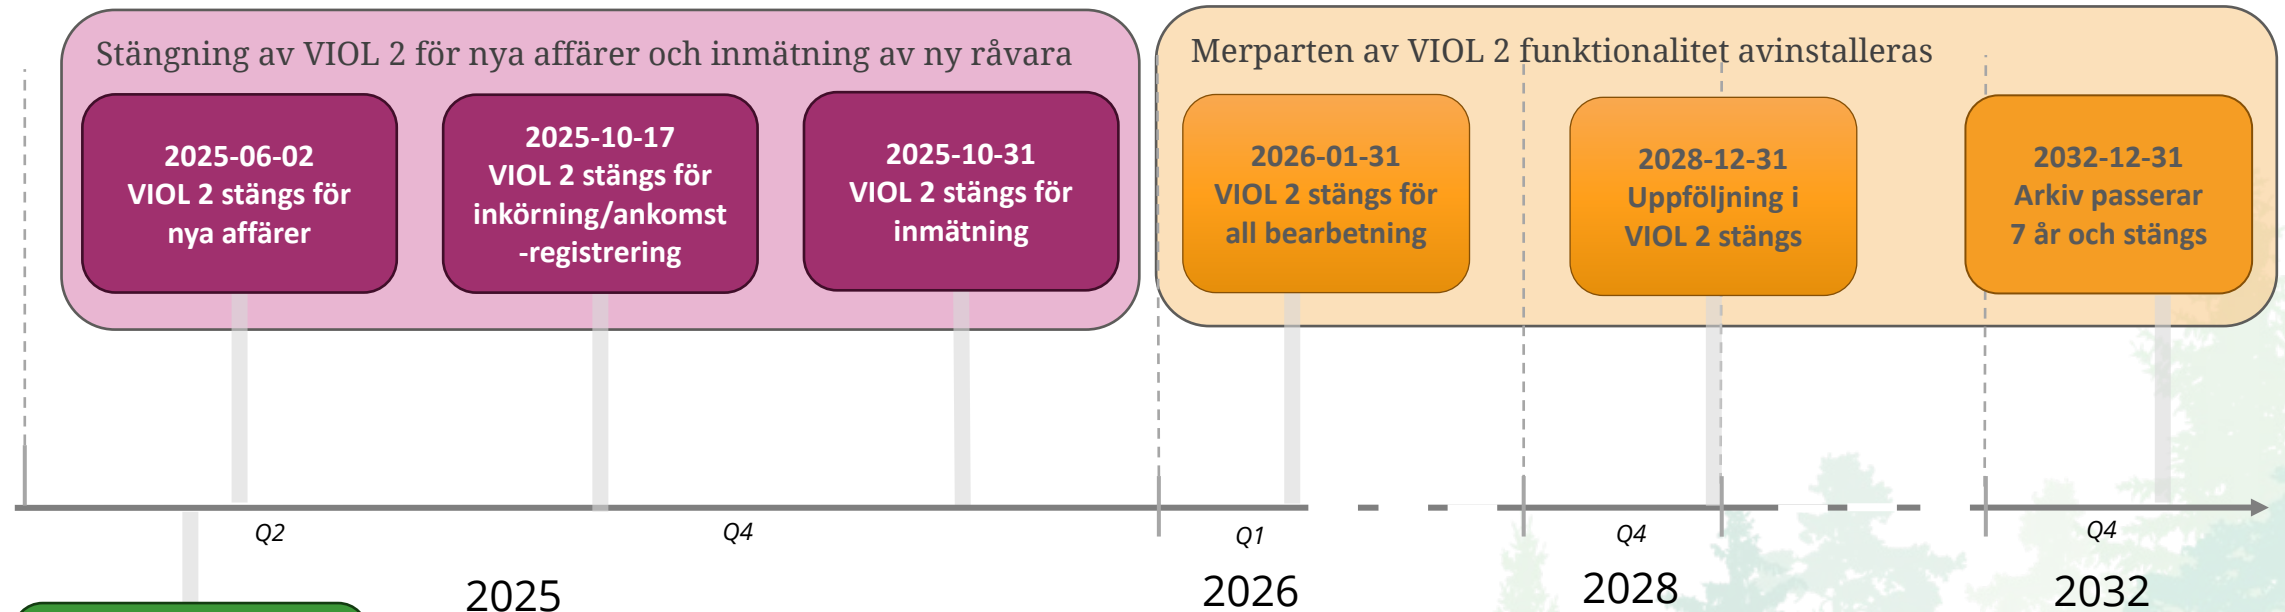 Stängning av VIOL 2 för nya affärer och inmätning av ny råvara
2025-06-02
VIOL 2 stängs för
nya affärer
2025-10-17
VIOL 2 stängs för
inkörning/ankomst
-registrering
2025-10-31
VIOL 2 stängs för
inmätning
Merparten av VIOL 2 funktionalitet avinstalleras
2026-01-31
VIOL 2 stängs för
all bearbetning
2028-12-31
Uppföljning i
VIOL 2 stängs
2032-12-31
Arkiv passerar
7 år och stängs
Q2
Q4
Q1
Q4
Q4
2025
2026
2028
2032